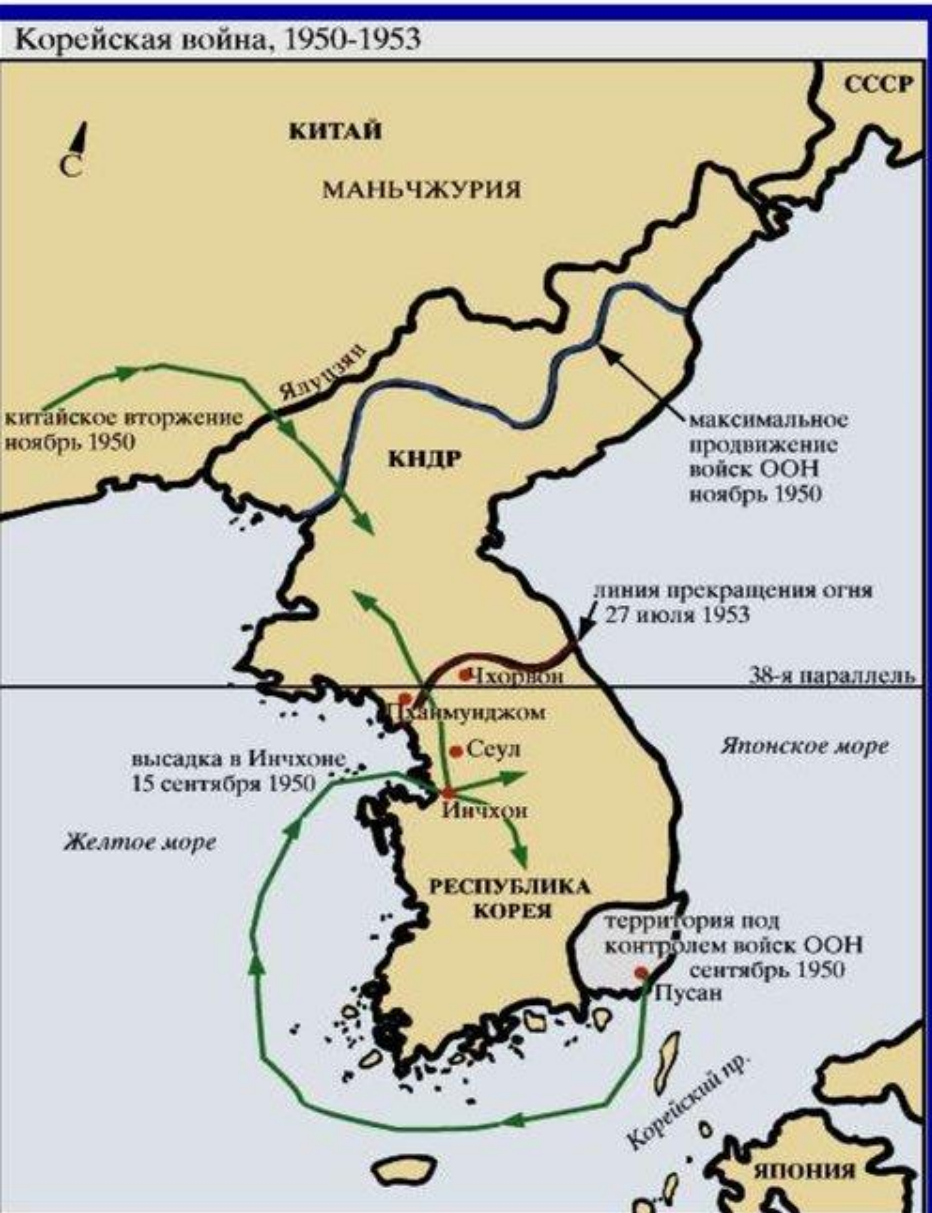 Корейская война, 1950-1953
СССР
КИТАЙ
С
МАНЬЧЖУРИЯ
Ялуцзян
китайское вторжение
ноябрь 1950
максимальное
продвижение
войск ООН
ноябрь 1950
КНДР
линия прекращения огня
27 июля 1953
38-я параллель
Чхорвон
Пханмунджом
Сеул
Японское море
высадка в Инчхоне
15 сентября 1950
Инчхон
Желтое море
РЕСПУБЛИКА
КОРЕЯ
территория под
контролем войск ООН
сентябрь 1950
Пусан
Корейский пр.
ЯПОНИЯ